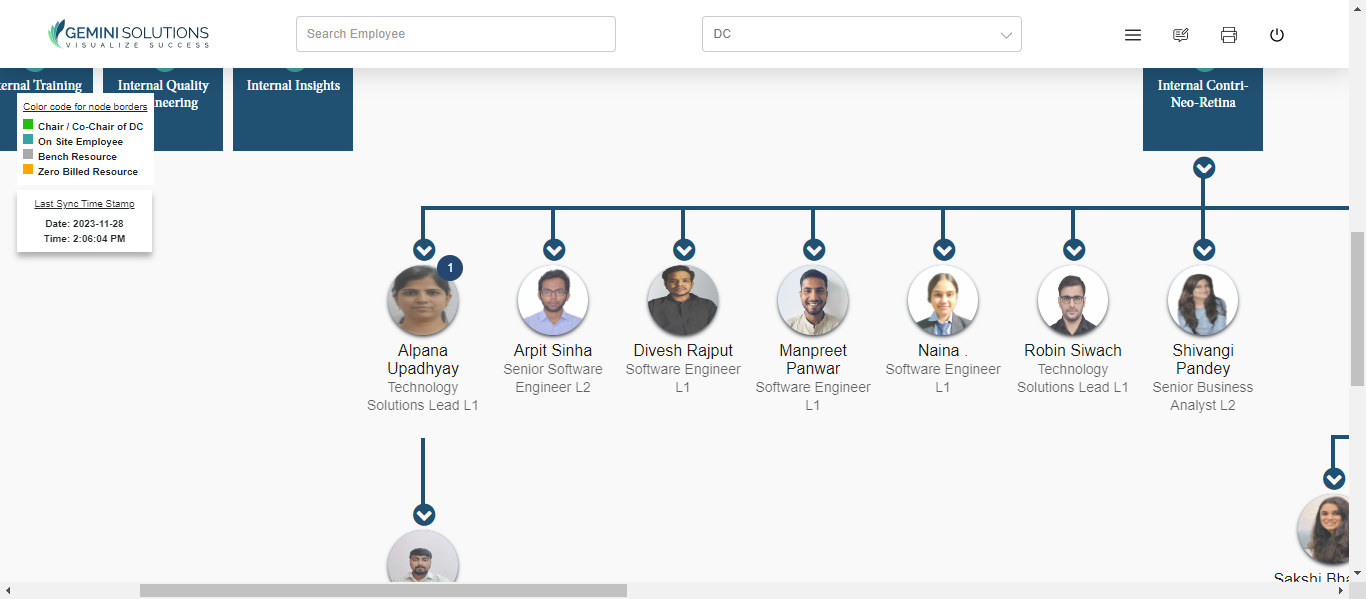 GEMINI SOLUTIONS
VISUALIZE SUCCESS
Search Employee
DC
ernal Training
Internal Quality
neering
Internal Insights
Internal Contri-
Neo-Retina
Color code for node borders
Chair / Co-Chair of DC
On Site Employee
Bench Resource
Zero Billed Resource
Last Sync Time Stamp
Date: 2023-11-28
Time: 2:06:04 PM
1
Alpana
Upadhyay
Technology
Solutions Lead L1
Arpit Sinha
Senior Software
Engineer L2
Divesh Rajput
Software Engineer
L1
Manpreet
Panwar
Software Engineer
L1
Naina .
Software Engineer
L1
Robin Siwach
Technology
Solutions Lead L1
Shivangi
Pandey
Senior Business
Analyst L2
Sakshi Bha